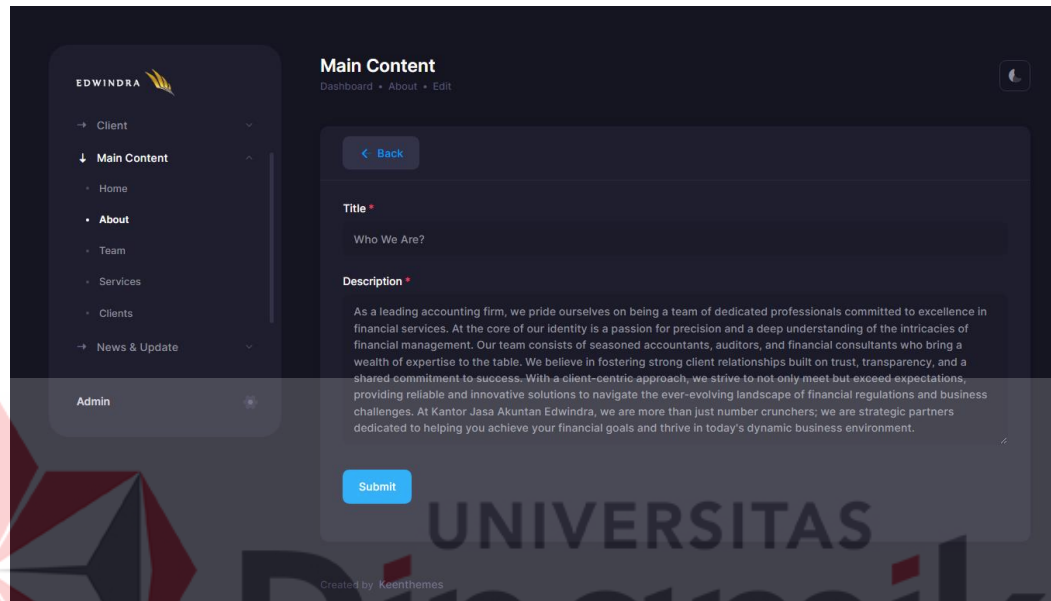 EDWINDRA
→ Client
↓ Main Content
• Home
• About
• Team
• Services
• Clients
→ News & Update
Admin
Main Content
Dashboard • About • Edit
← Back
Title *
Who We Are?
Description *
As a leading accounting firm, we pride ourselves on being a team of dedicated professionals committed to excellence in
financial services. At the core of our identity is a passion for precision and a deep understanding of the intricacies of
financial management. Our team consists of seasoned accountants, auditors, and financial consultants who bring a
wealth of expertise to the table. We believe in fostering strong client relationships built on trust, transparency, and a
shared commitment to success. With a client-centric approach, we strive to not only meet but exceed expectations,
providing reliable and innovative solutions to navigate the ever-evolving landscape of financial regulations and business
challenges. At Kantor Jasa Akuntan Edwindra, we are more than just number crunchers; we are strategic partners
dedicated to helping you achieve your financial goals and thrive in today's dynamic business environment.
Submit
UNIVERSITAS
Created by Keenthemes